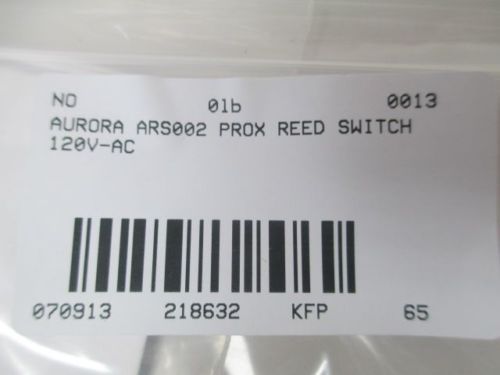 NO 01b 0013
AURORA ARS002 PROX REED SWITCH
120V-AC
070913 218632 KFP 65